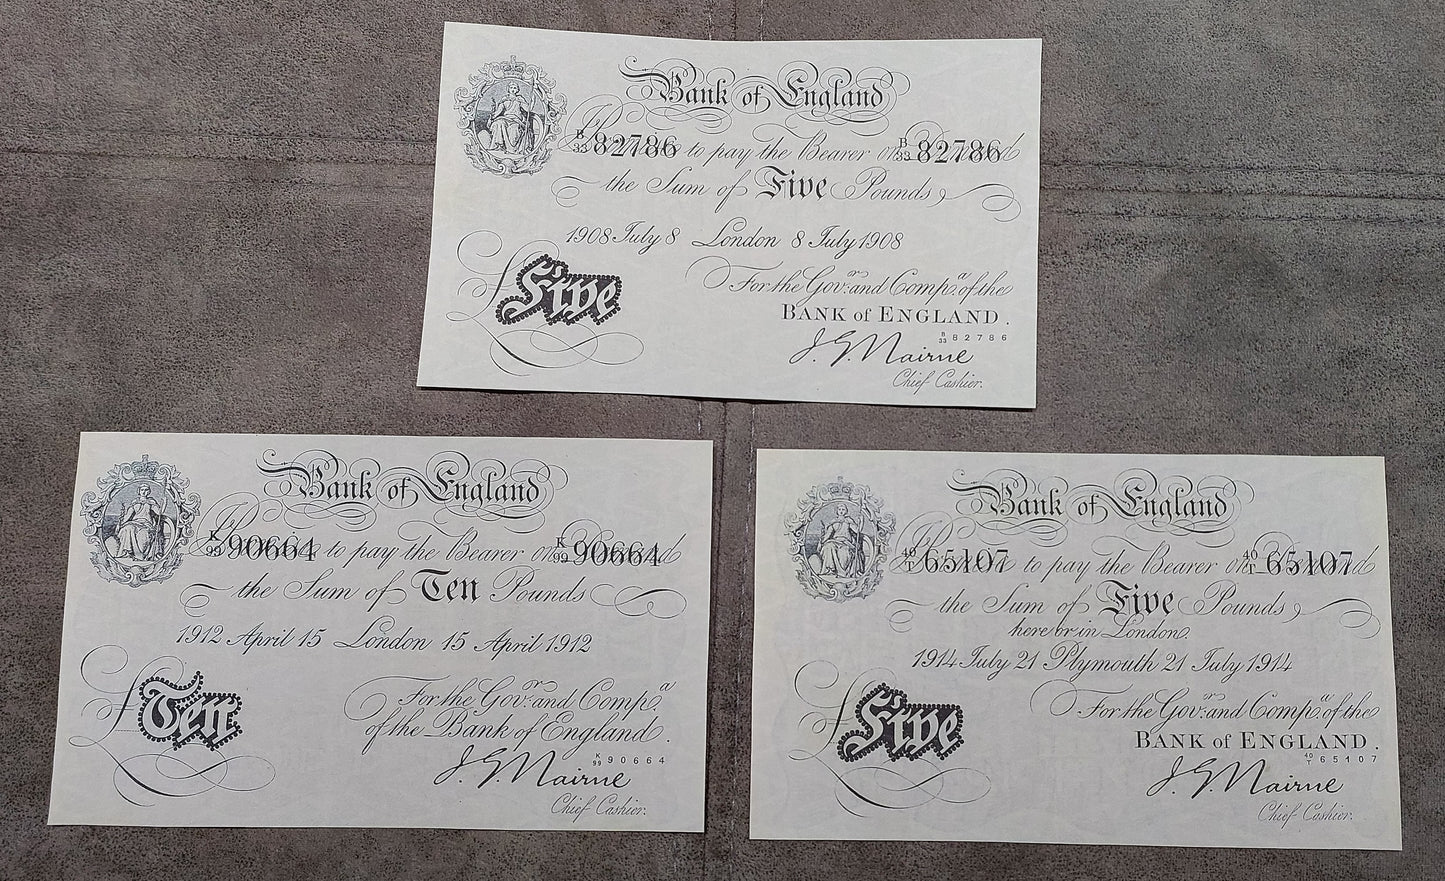 Bank of England
B
33 82786 to pay the Bearer on Demand B
33 82786
the Sum of Five Pounds
1908 July 8 London 8 July 1908
£Five
For the Govr. and Compa. of the
BANK of ENGLAND.
B
33 82786
J. G. Nairne
Chief Cashier.
Bank of England
K
99 90664 to pay the Bearer on Demand K
99 90664
the Sum of Ten Pounds
1912 April 15 London 15 April 1912
£Ten
For the Govr. and Compa.
of the Bank of England.
K
99 90664
J. G. Nairne
Chief Cashier.
Bank of England
40
T 65107 to pay the Bearer on Demand 40
T 65107
the Sum of Five Pounds
here or in London.
1914 July 21 Plymouth 21 July 1914
£Five
For the Govr. and Compa. of the
BANK of ENGLAND.
40
T 65107
J. G. Nairne
Chief Cashier.